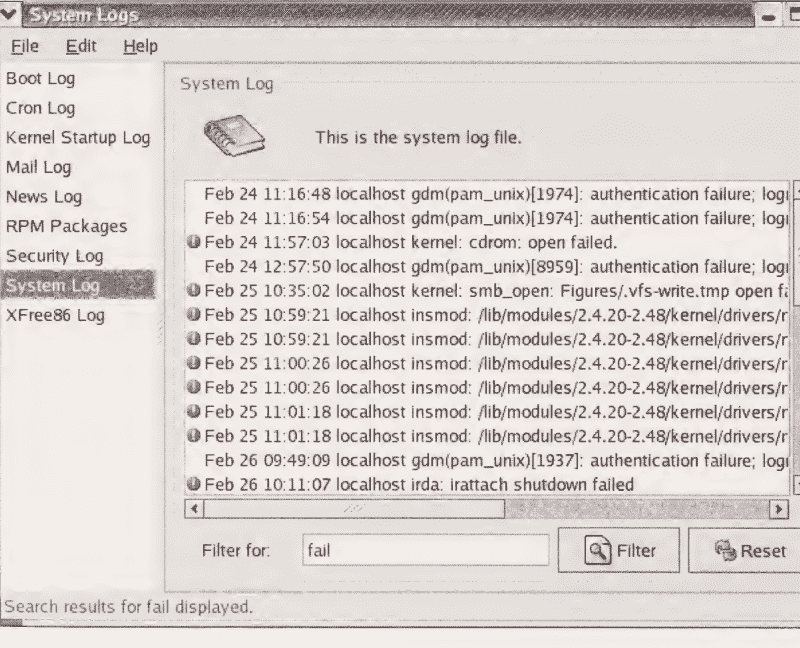 System Logs
File Edit Help
Boot Log
Cron Log
Kernel Startup Log
Mail Log
News Log
RPM Packages
Security Log
System Log
XFree86 Log
System Log
This is the system log file.
Feb 24 11:16:48 localhost gdm(pam_unix)[1974]: authentication failure; logi
Feb 24 11:16:54 localhost gdm(pam_unix)[1974]: authentication failure; logi
Feb 24 11:57:03 localhost kernel: cdrom: open failed.
Feb 24 12:57:50 localhost gdm(pam_unix)[8959]: authentication failure; logi
Feb 25 10:35:02 localhost kernel: smb_open: Figures/.vfs-write.tmp open fa
Feb 25 10:59:21 localhost insmod: /lib/modules/2.4.20-2.48/kernel/drivers/r
Feb 25 10:59:21 localhost insmod: /lib/modules/2.4.20-2.48/kernel/drivers/r
Feb 25 11:00:26 localhost insmod: /lib/modules/2.4.20-2.48/kernel/drivers/r
Feb 25 11:00:26 localhost insmod: /lib/modules/2.4.20-2.48/kernel/drivers/r
Feb 25 11:01:18 localhost insmod: /lib/modules/2.4.20-2.48/kernel/drivers/r
Feb 25 11:01:18 localhost insmod: /lib/modules/2.4.20-2.48/kernel/drivers/r
Feb 26 09:49:09 localhost gdm(pam_unix)[1937]: authentication failure; logi
Feb 26 10:11:07 localhost irda: irattach shutdown failed
Filter for: fail Filter Reset
Search results for fail displayed.